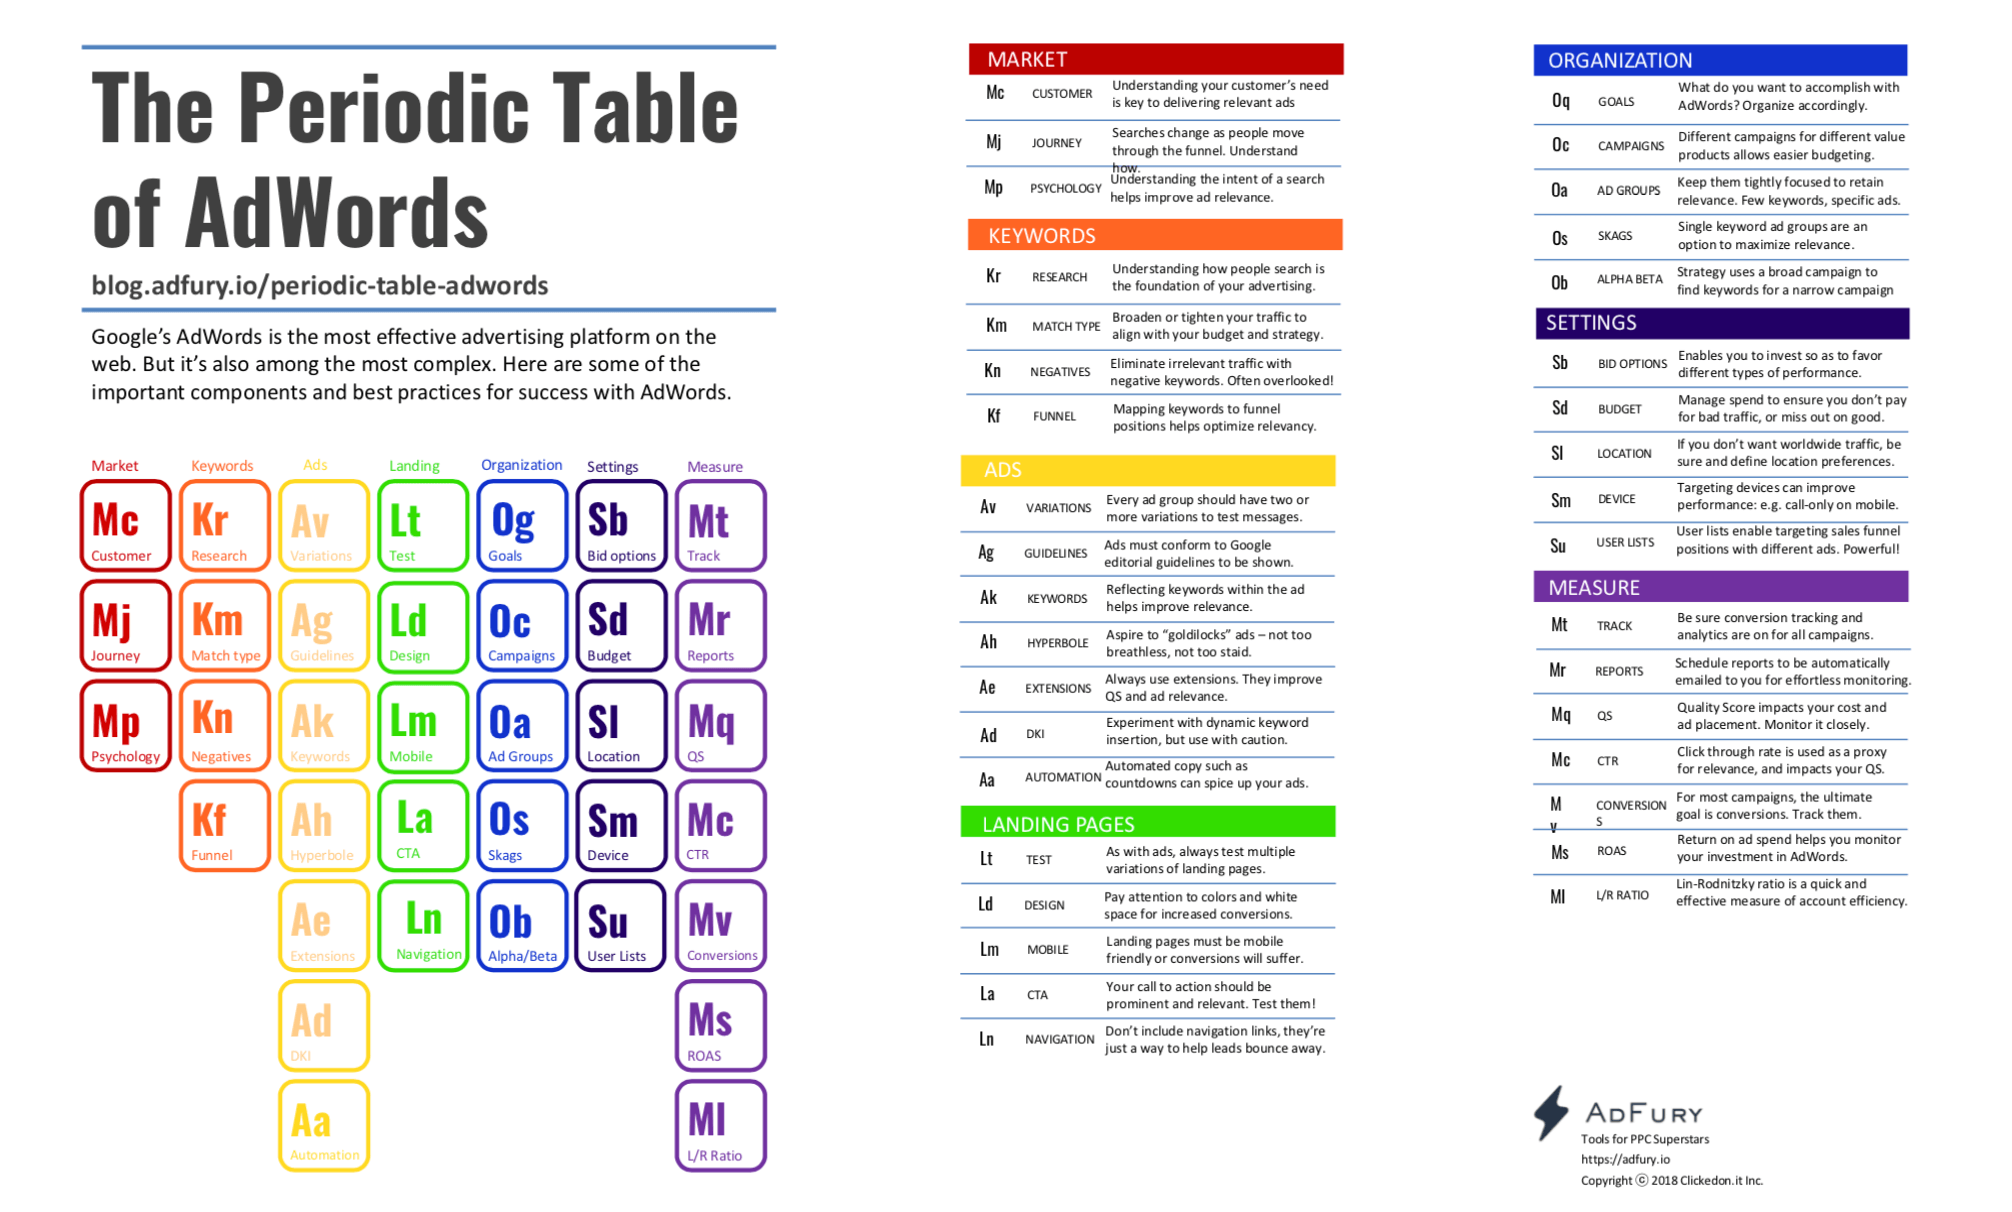 The Periodic Table
of AdWords
blog.adfury.io/periodic-table-adwords
Google's AdWords is the most effective advertising platform on the
web. But it's also among the most complex. Here are some of the
important components and best practices for success with AdWords.
Market Keywords Ads Landing Organization Settings Measure
Mc Kr Av Lt Og Sb Mt
Customer Research Variations Test Goals Bid options Track
Mj Km Ag Ld Oc Sd Mr
Journey Match type Guidelines Design Campaigns Budget Reports
Mp Kn Ak Lm Oa Sl Mq
Psychology Negatives Keywords Mobile Ad Groups Location QS
Kf Ah La Os Sm Mc
Funnel Hyperbole CTA Skags Device CTR
Ae Ln Ob Su Mv
Extensions Navigation Alpha/Beta User Lists Conversions
Ad Ms
DKI ROAS
Aa Ml
Automation L/R Ratio
MARKET
Mc CUSTOMER Understanding your customer's need
is key to delivering relevant ads
Mj JOURNEY Searches change as people move
through the funnel. Understand
how.
Mp PSYCHOLOGY Understanding the intent of a search
helps improve ad relevance.
KEYWORDS
Kr RESEARCH Understanding how people search is
the foundation of your advertising.
Km MATCH TYPE Broaden or tighten your traffic to
align with your budget and strategy.
Kn NEGATIVES Eliminate irrelevant traffic with
negative keywords. Often overlooked!
Kf FUNNEL Mapping keywords to funnel
positions helps optimize relevancy.
ADS
Av VARIATIONS Every ad group should have two or
more variations to test messages.
Ag GUIDELINES Ads must conform to Google
editorial guidelines to be shown.
Ak KEYWORDS Reflecting keywords within the ad
helps improve relevance.
Ah HYPERBOLE Aspire to “goldilocks” ads – not too
breathless, not too staid.
Ae EXTENSIONS Always use extensions. They improve
QS and ad relevance.
Ad DKI Experiment with dynamic keyword
insertion, but use with caution.
Aa AUTOMATION Automated copy such as
countdowns can spice up your ads.
LANDING PAGES
Lt TEST As with ads, always test multiple
variations of landing pages.
Ld DESIGN Pay attention to colors and white
space for increased conversions.
Lm MOBILE Landing pages must be mobile
friendly or conversions will suffer.
La CTA Your call to action should be
prominent and relevant. Test them!
Ln NAVIGATION Don't include navigation links, they're
just a way to help leads bounce away.
ORGANIZATION
Oq GOALS What do you want to accomplish with
AdWords? Organize accordingly.
Oc CAMPAIGNS Different campaigns for different value
products allows easier budgeting.
Oa AD GROUPS Keep them tightly focused to retain
relevance. Few keywords, specific ads.
Os SKAGS Single keyword ad groups are an
option to maximize relevance.
Ob ALPHA BETA Strategy uses a broad campaign to
find keywords for a narrow campaign
SETTINGS
Sb BID OPTIONS Enables you to invest so as to favor
different types of performance.
Sd BUDGET Manage spend to ensure you don't pay
for bad traffic, or miss out on good.
Sl LOCATION If you don't want worldwide traffic, be
sure and define location preferences.
Sm DEVICE Targeting devices can improve
performance: e.g. call-only on mobile.
Su USER LISTS User lists enable targeting sales funnel
positions with different ads. Powerful!
MEASURE
Mt TRACK Be sure conversion tracking and
analytics are on for all campaigns.
Mr REPORTS Schedule reports to be automatically
emailed to you for effortless monitoring.
Mq QS Quality Score impacts your cost and
ad placement. Monitor it closely.
Mc CTR Click through rate is used as a proxy
for relevance, and impacts your QS.
M CONVERSION For most campaigns, the ultimate
v S goal is conversions. Track them.
Ms ROAS Return on ad spend helps you monitor
your investment in AdWords.
Ml L/R RATIO Lin-Rodnitzky ratio is a quick and
effective measure of account efficiency.
ADFURY
Tools for PPC Superstars
https://adfury.io
Copyright © 2018 Clickedon.it Inc.